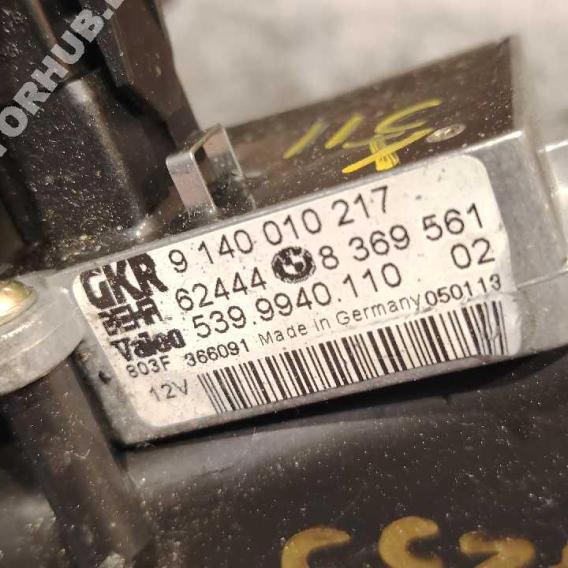 TORHUB.
GKR 9 140 010 217
BEHR 62444 8 369 561
Valeo 539.9940.110 02
803F 366091 Made in Germany 050113
12V